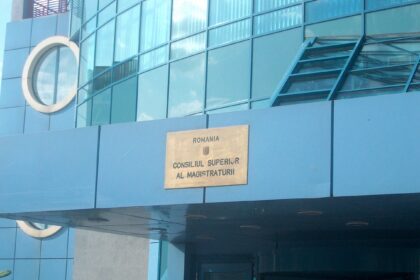 ROMANIA
CONSILIUL SUPERIOR
AL MAGISTRATURII